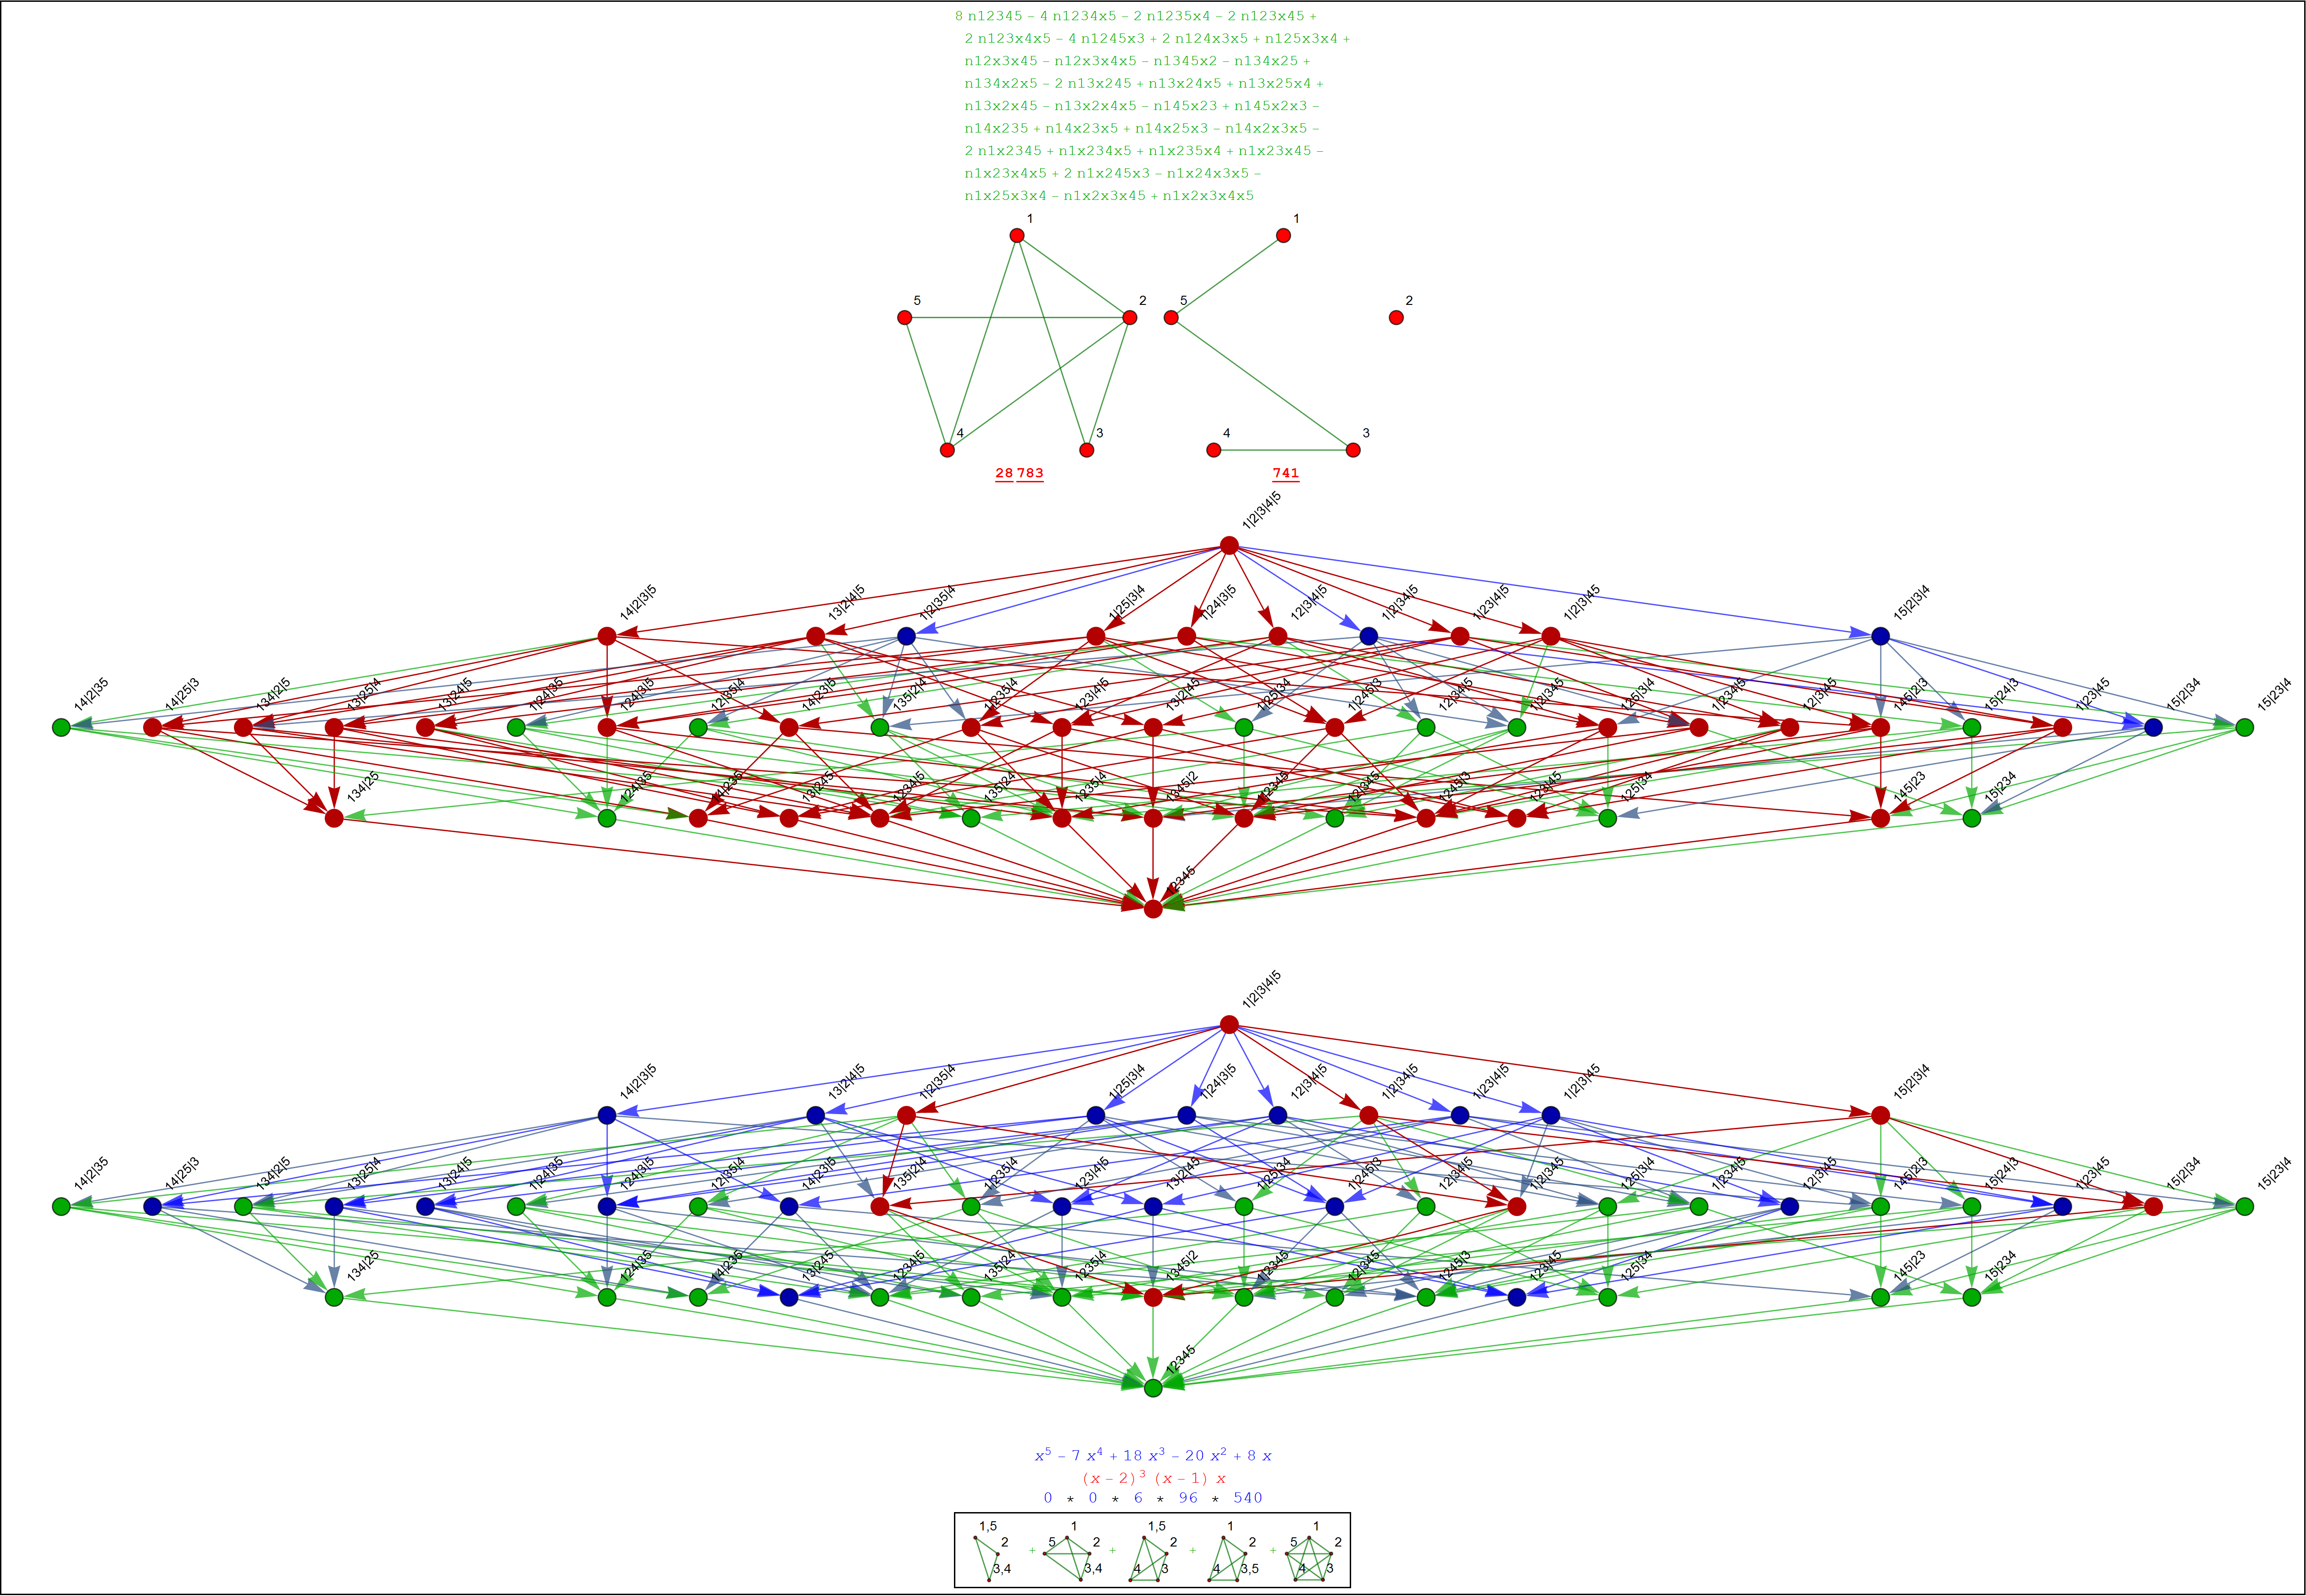 8 n12345 − 4 n1234x5 − 2 n1235x4 − 2 n123x45 +
2 n123x4x5 − 4 n1245x3 + 2 n124x3x5 + n125x3x4 +
n12x3x45 − n12x3x4x5 − n1345x2 − n134x25 +
n134x2x5 − 2 n13x245 + n13x24x5 + n13x25x4 +
n13x2x45 − n13x2x4x5 − n145x23 + n145x2x3 −
n14x235 + n14x23x5 + n14x25x3 − n14x2x3x5 −
2 n1x2345 + n1x234x5 + n1x235x4 + n1x23x45 −
n1x23x4x5 + 2 n1x245x3 − n1x24x3x5 −
n1x25x3x4 − n1x2x3x45 + n1x2x3x4x5
1 1
5 2 5 2
4 3 4 3
28 783 741
1|2|3|4|5
14|2|3|5 13|2|4|5 1|2|35|4 1|25|3|4 1|24|3|5 12|3|4|5 1|2|34|5 1|23|4|5 1|2|3|45 15|2|3|4
14|2|35 14|25|3 134|2|5 13|25|4 13|24|5 1|24|35 124|3|5 12|35|4 14|23|5 135|2|4 1|235|4 123|4|5 13|2|45 1|25|34 1|245|3 12|34|5 1|2|345 125|3|4 1|234|5 12|3|45 145|2|3 15|24|3 1|23|45 15|2|34 15|23|4
134|25 124|35 14|235 13|245 1234|5 135|24 1235|4 1345|2 1|2345 12|345 1245|3 123|45 125|34 145|23 15|234
12345
1|2|3|4|5
14|2|3|5 13|2|4|5 1|2|35|4 1|25|3|4 1|24|3|5 12|3|4|5 1|2|34|5 1|23|4|5 1|2|3|45 15|2|3|4
14|2|35 14|25|3 134|2|5 13|25|4 13|24|5 1|24|35 124|3|5 12|35|4 14|23|5 135|2|4 1|235|4 123|4|5 13|2|45 1|25|34 1|245|3 12|34|5 1|2|345 125|3|4 1|234|5 12|3|45 145|2|3 15|24|3 1|23|45 15|2|34 15|23|4
134|25 124|35 14|235 13|245 1234|5 135|24 1235|4 1345|2 1|2345 12|345 1245|3 123|45 125|34 145|23 15|234
12345
x⁵ − 7 x⁴ + 18 x³ − 20 x² + 8 x
(x − 2)³ (x − 1) x
0 * 0 * 6 * 96 * 540
1,5 1 1,5 1 1
2 + 5 2 + 2 + 2 + 5 2
3,4 3,4 4 3 4 3,5 4 3